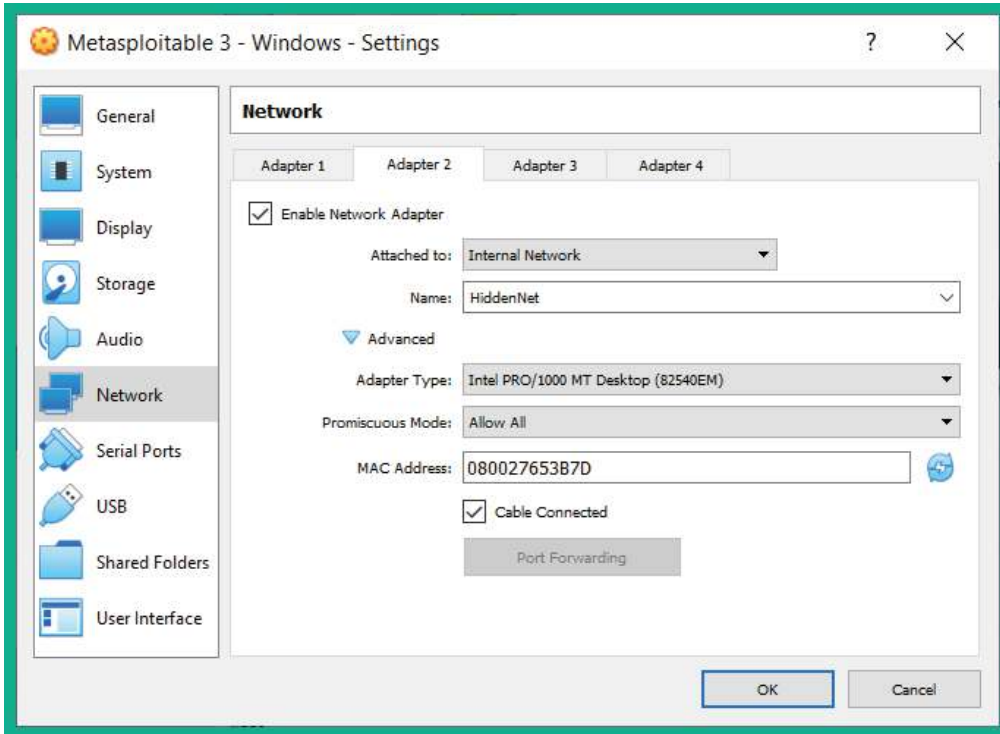 Metasploitable 3 - Windows - Settings
?
General
System
Display
Storage
Audio
Network
Serial Ports
USB
Shared Folders
User Interface
Network
Adapter 1
Adapter 2
Adapter 3
Adapter 4
Enable Network Adapter
Attached to: Internal Network
Name: HiddenNet
Advanced
Adapter Type: Intel PRO/1000 MT Desktop (82540EM)
Promiscuous Mode: Allow All
MAC Address: 080027653B7D
Cable Connected
Port Forwarding
OK
Cancel